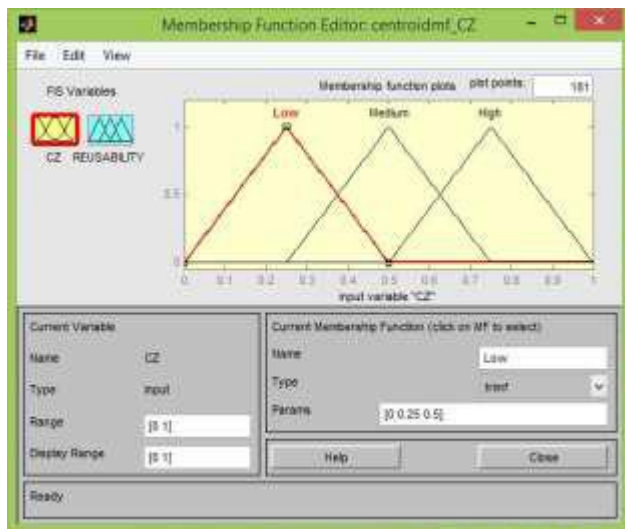 Membership Function Editor: centroidmf_CZ
File Edit View
FIS Variables
CZ REUSABILITY
Membership function plots plot points: 181
Low Medium High
1
0.5
0
0 0.1 0.2 0.3 0.4 0.5 0.6 0.7 0.8 0.9 1
input variable "CZ"
Current Variable
Name CZ
Type input
Range [0 1]
Display Range [0 1]
Current Membership Function (click on MF to select)
Name Low
Type trimf
Params [0 0.25 0.5]
Help Close
Ready